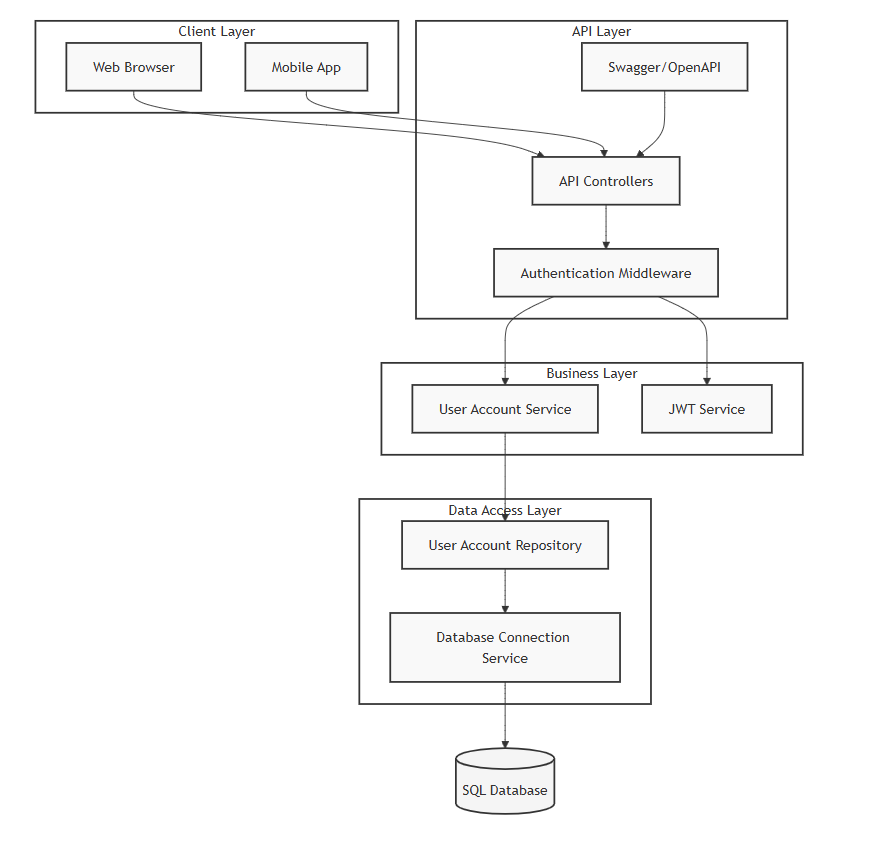 Client Layer
Web Browser
Mobile App
API Layer
Swagger/OpenAPI
API Controllers
Authentication Middleware
Business Layer
User Account Service
JWT Service
Data Access Layer
User Account Repository
Database Connection
Service
SQL Database